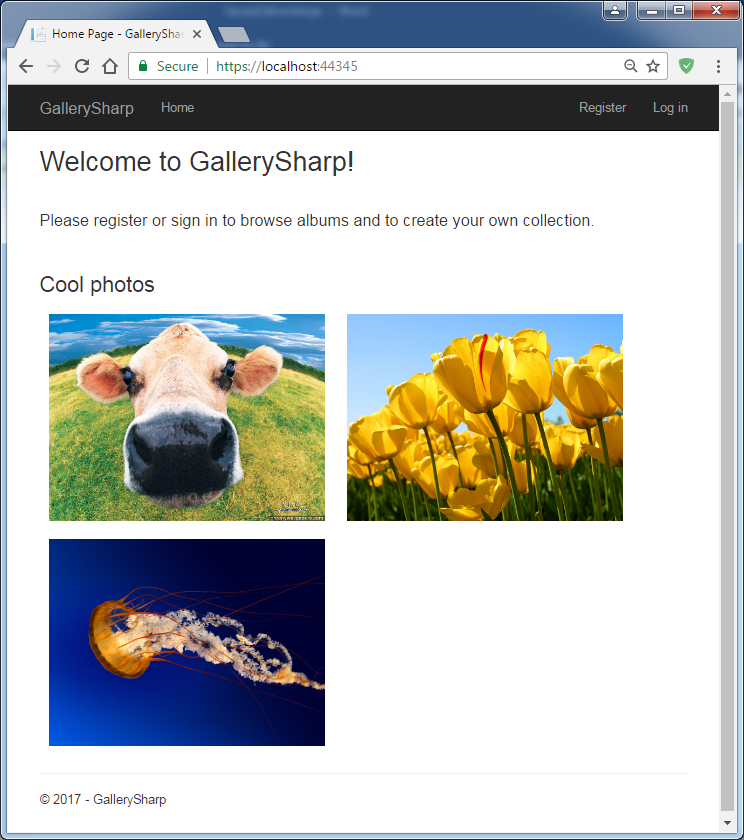 Home Page - GallerySha
Secure
https://localhost:44345
GallerySharp
Home
Register
Log in
Welcome to GallerySharp!
Please register or sign in to browse albums and to create your own collection.
Cool photos
© 2017 - GallerySharp